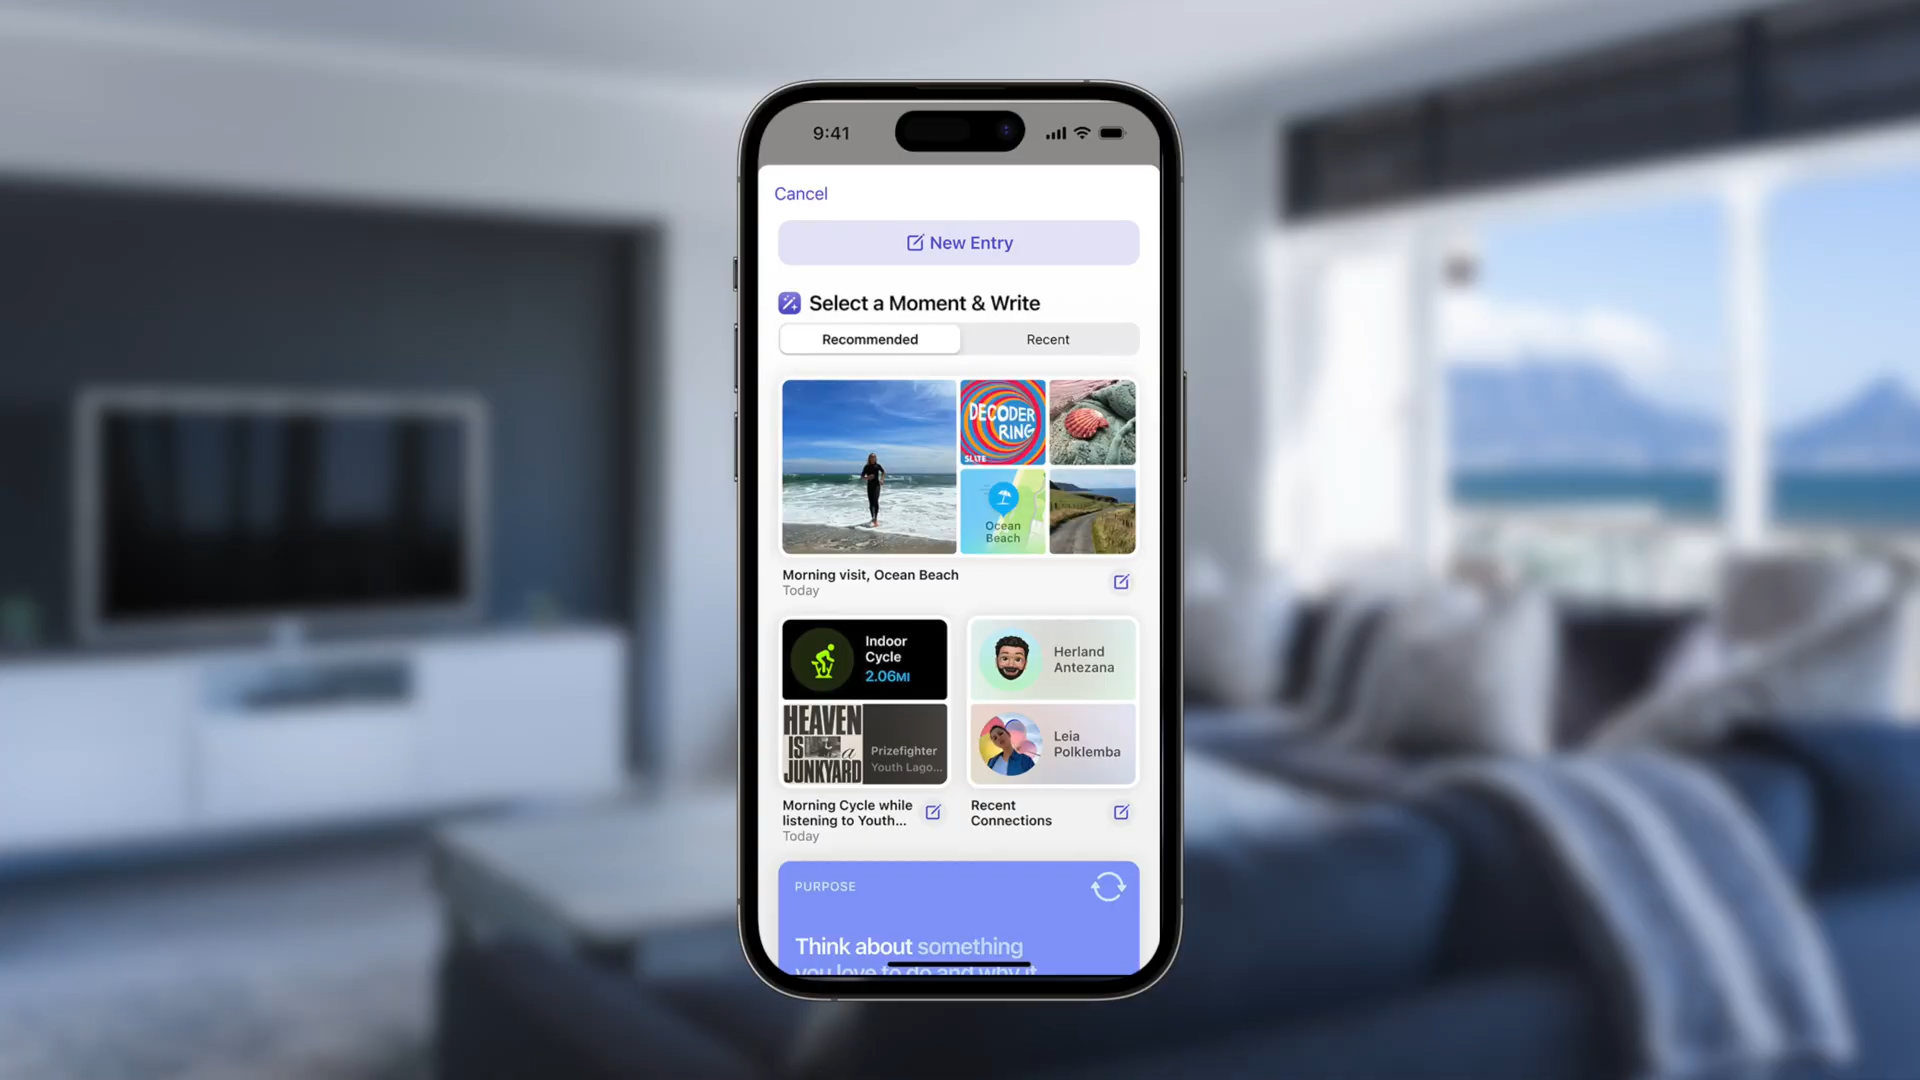 9:41
Cancel
New Entry
Select a Moment & Write
Recommended
Recent
DECODER
RING
SLATE
Ocean
Beach
Morning visit, Ocean Beach
Today
Indoor
Cycle
2.06MI
HEAVEN
IS a
JUNKYARD
Prizefighter
Youth Lago...
Herland
Antezana
Leia
Polklemba
Morning Cycle while
listening to Youth...
Today
Recent
Connections
PURPOSE
Think about something
you love to do and why it